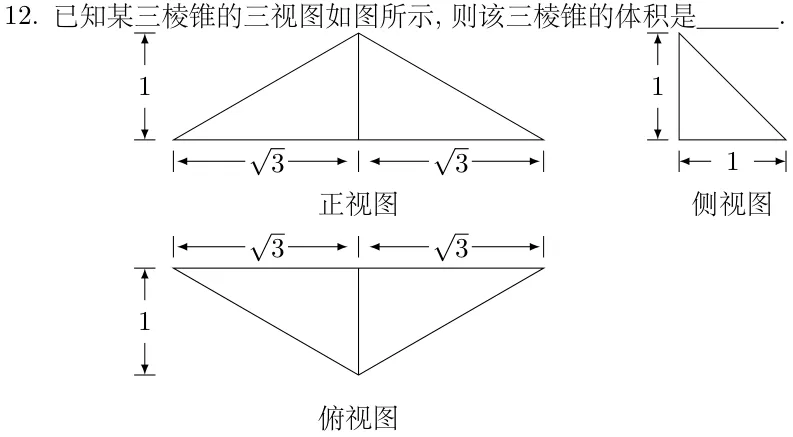 12. 已知某三棱锥的三视图如图所示, 则该三棱锥的体积是______.
1 1
√3 √3 1
正视图 侧视图
√3 √3
1
俯视图